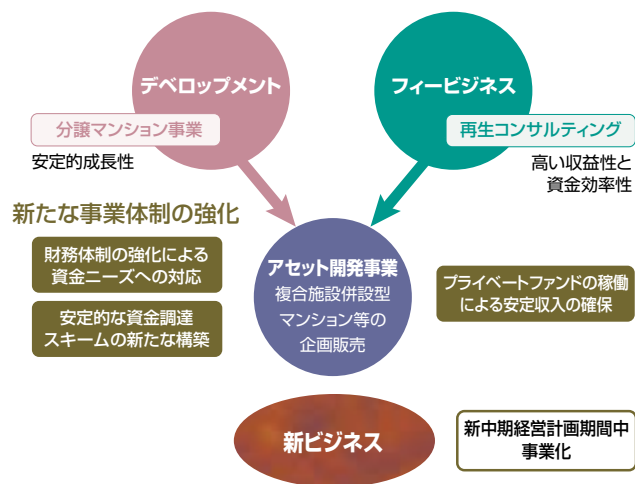 デベロップメント
フィービジネス
分譲マンション事業
再生コンサルティング
安定的成長性
高い収益性と
資金効率性
新たな事業体制の強化
財務体制の強化による
資金ニーズへの対応
安定的な資金調達
スキームの新たな構築
アセット開発事業
複合施設併設型
マンション等の
企画販売
プライベートファンドの稼働
による安定収入の確保
新ビジネス
新中期経営計画期間中
事業化